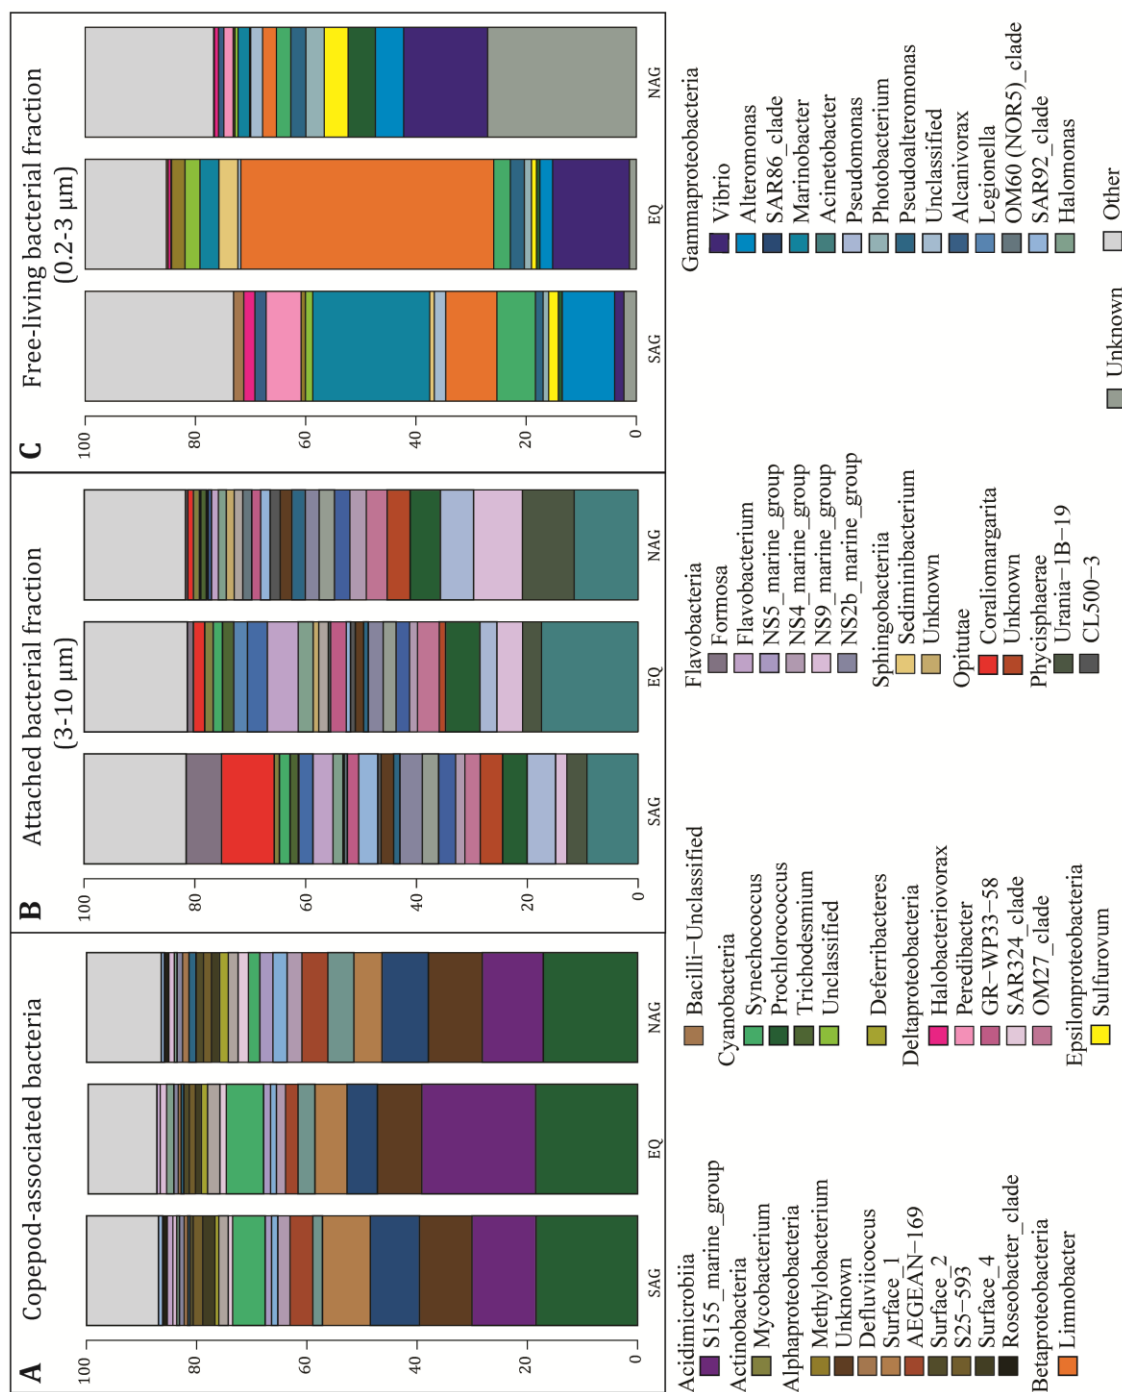 A Copepod-associated bacteria
100
80
60
40
20
0
SAG EQ NAG
B Attached bacterial fraction
(3-10 µm)
100
80
60
40
20
0
SAG EQ NAG
C Free-living bacterial fraction
(0.2-3 µm)
100
80
60
40
20
0
SAG EQ NAG
Acidimicrobiia
S155_marine_group
Actinobacteria
Mycobacterium
Alphaproteobacteria
Methylobacterium
Unknown
Defluviicoccus
Surface_1
AEGEAN−169
Surface_2
S25−593
Surface_4
Roseobacter_clade
Betaproteobacteria
Limnobacter
Bacilli−Unclassified
Cyanobacteria
Synechococcus
Prochlorococcus
Trichodesmium
Unclassified
Deferribacteres
Deltaproteobacteria
Halobacteriovorax
Peredibacter
GR−WP33−58
SAR324_clade
OM27_clade
Epsilonproteobacteria
Sulfurovum
Flavobacteria
Formosa
Flavobacterium
NS5_marine_group
NS4_marine_group
NS9_marine_group
NS2b_marine_group
Sphingobacteriia
Sediminibacterium
Unknown
Opitutae
Coraliomargarita
Unknown
Phycisphaerae
Urania−1B−19
CL500−3
Gammaproteobacteria
Vibrio
Alteromonas
SAR86_clade
Marinobacter
Acinetobacter
Pseudomonas
Photobacterium
Pseudoalteromonas
Unclassified
Alcanivorax
Legionella
OM60 (NOR5)_clade
SAR92_clade
Halomonas
Unknown
Other